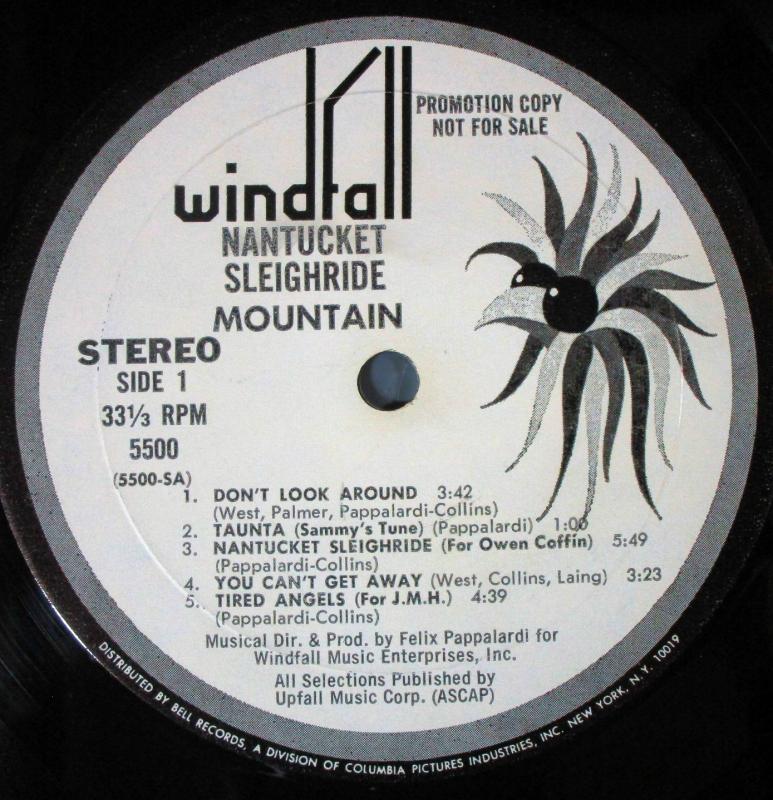 windfall
PROMOTION COPY
NOT FOR SALE
NANTUCKET
SLEIGHRIDE
MOUNTAIN
STEREO
SIDE 1
33⅓ RPM
5500
(5500-SA)
1. DON'T LOOK AROUND 3:42
(West, Palmer, Pappalardi-Collins)
2. TAUNTA (Sammy's Tune) (Pappalardi) 1:00
3. NANTUCKET SLEIGHRIDE (For Owen Coffin) 5:49
(Pappalardi-Collins)
4. YOU CAN'T GET AWAY (West, Collins, Laing) 3:23
5. TIRED ANGELS (For J.M.H.) 4:39
(Pappalardi-Collins)
Musical Dir. & Prod. by Felix Pappalardi for
Windfall Music Enterprises, Inc.
All Selections Published by
Upfall Music Corp. (ASCAP)
DISTRIBUTED BY BELL RECORDS, A DIVISION OF COLUMBIA PICTURES INDUSTRIES, INC. NEW YORK, N.Y. 10019